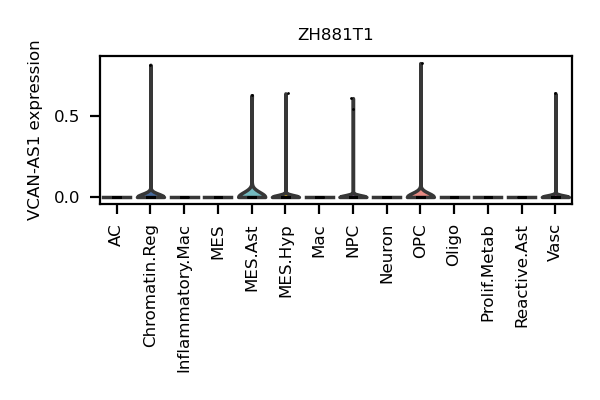 ZH881T1
VCAN-AS1 expression
0.5
0.0
AC
Chromatin.Reg
Inflammatory.Mac
MES
MES.Ast
MES.Hyp
Mac
NPC
Neuron
OPC
Oligo
Prolif.Metab
Reactive.Ast
Vasc